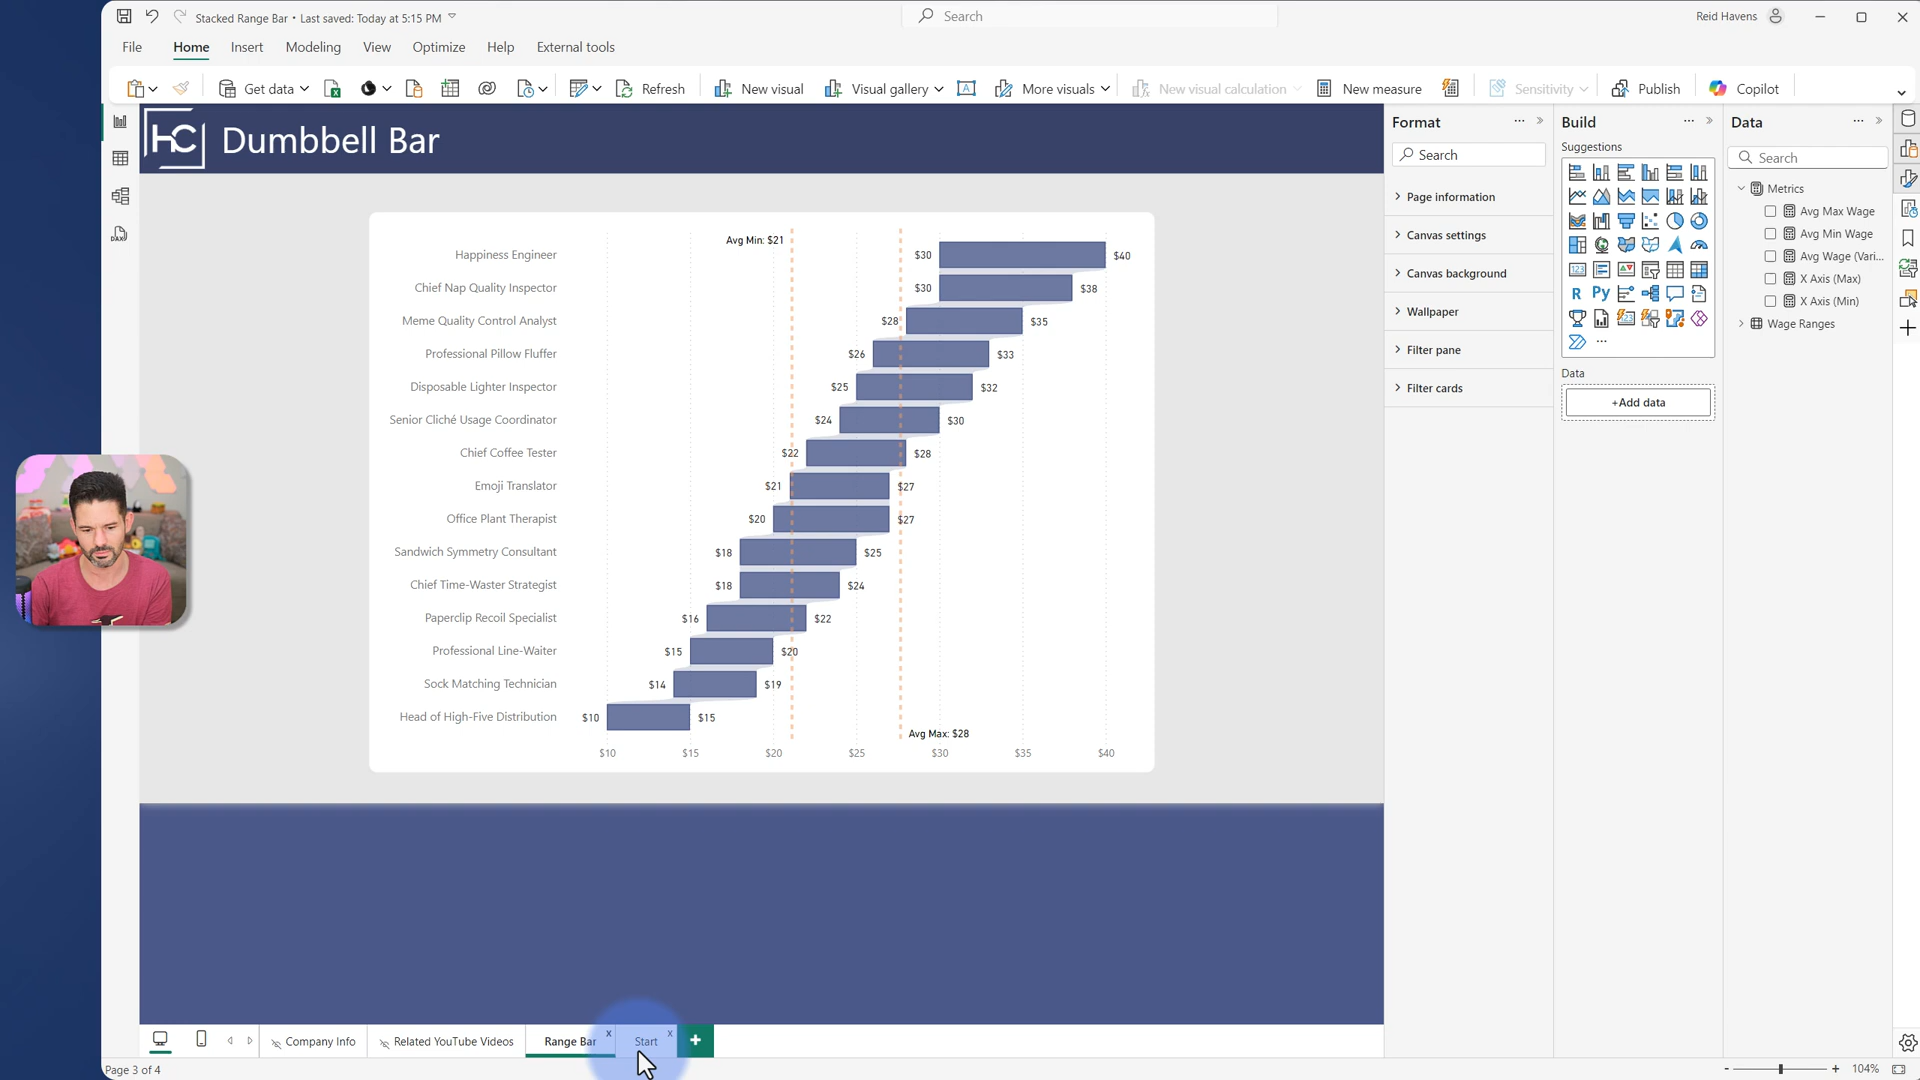 Stacked Range Bar • Last saved: Today at 5:15 PM
Search
Reid Havens
File Home Insert Modeling View Optimize Help External tools
Get data Refresh New visual Visual gallery More visuals New visual calculation New measure Sensitivity Publish Copilot
HC Dumbbell Bar
Avg Min: $21
Happiness Engineer $30 $40
Chief Nap Quality Inspector $30 $38
Meme Quality Control Analyst $28 $35
Professional Pillow Fluffer $26 $33
Disposable Lighter Inspector $25 $32
Senior Cliché Usage Coordinator $24 $30
Chief Coffee Tester $22 $28
Emoji Translator $21 $27
Office Plant Therapist $20 $27
Sandwich Symmetry Consultant $18 $25
Chief Time-Waster Strategist $18 $24
Paperclip Recoil Specialist $16 $22
Professional Line-Waiter $15 $20
Sock Matching Technician $14 $19
Head of High-Five Distribution $10 $15
Avg Max: $28
$10 $15 $20 $25 $30 $35 $40
Format
Search
Page information
Canvas settings
Canvas background
Wallpaper
Filter pane
Filter cards
Build
Suggestions
123
R Py
Data
+Add data
Data
Search
Metrics
Avg Max Wage
Avg Min Wage
Avg Wage (Vari...
X Axis (Max)
X Axis (Min)
Wage Ranges
DAX
Company Info Related YouTube Videos Range Bar x Start x +
Page 3 of 4
- + 104%